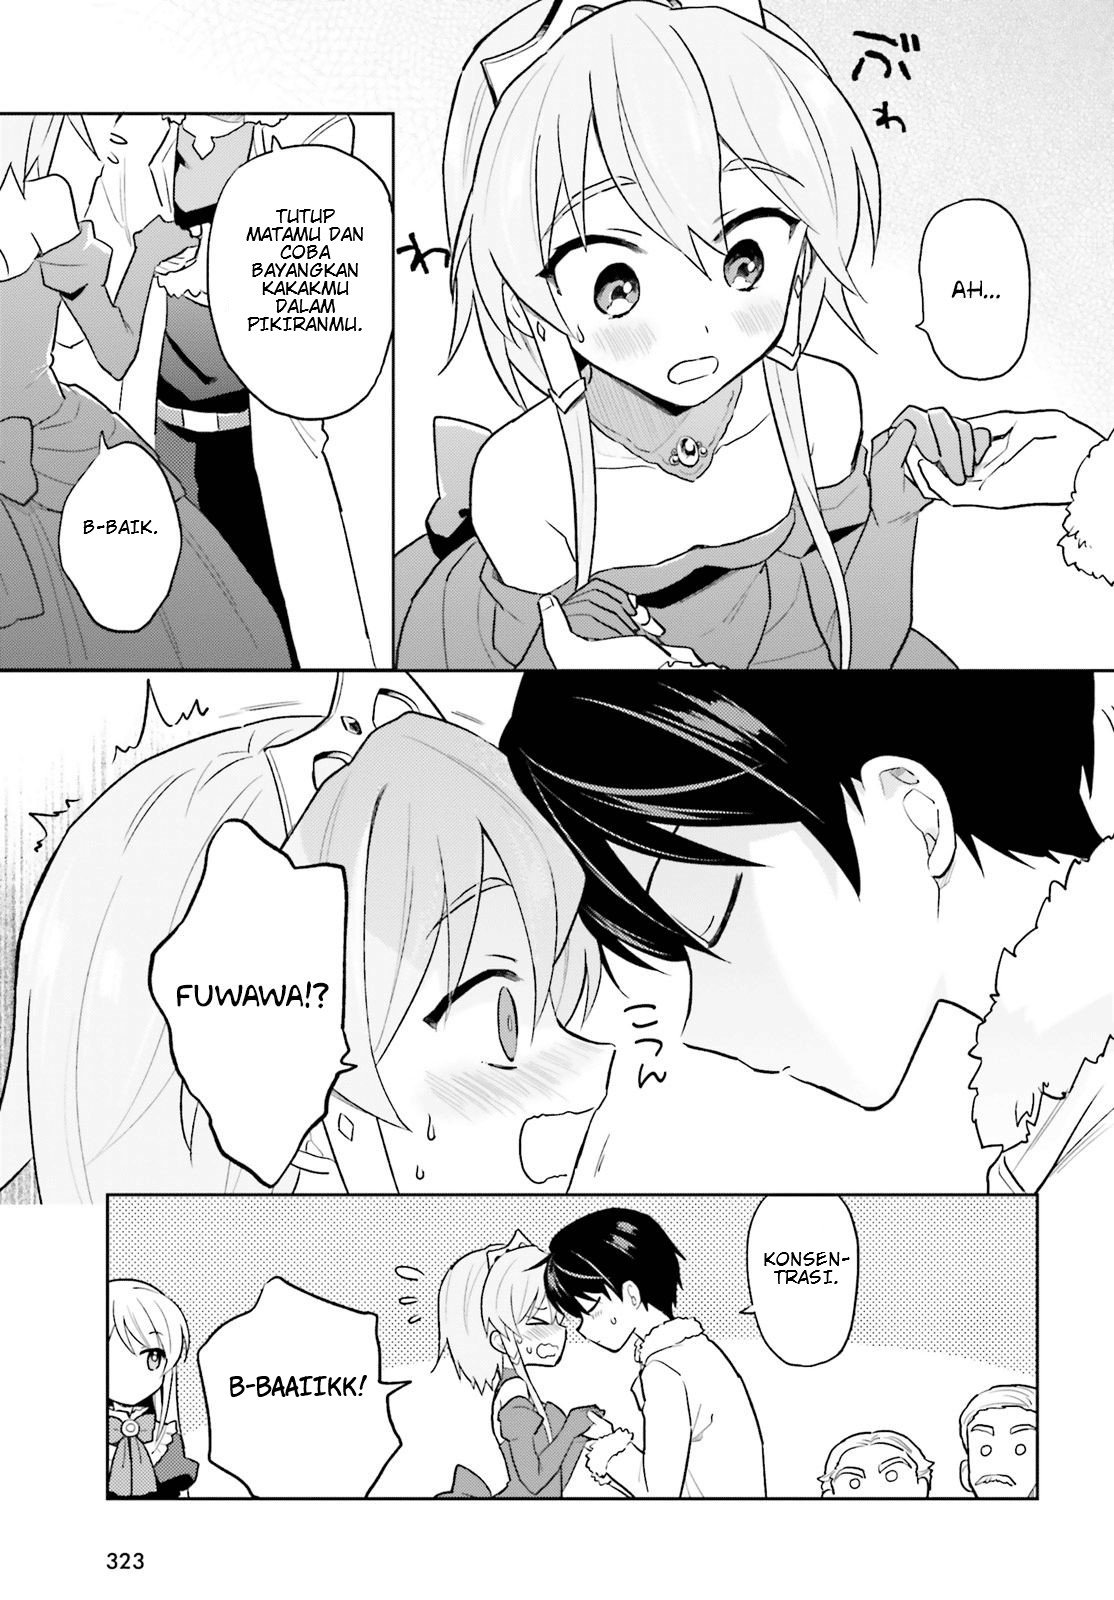 AH...
わ
わ
TUTUP
MATAMU DAN
COBA
BAYANGKAN
KAKAKMU
DALAM
PIKIRANMU.
B-BAIK.
FUWAWA!?
こつん
KONSEN-
TRASI.
B-BAAIIKK!
323